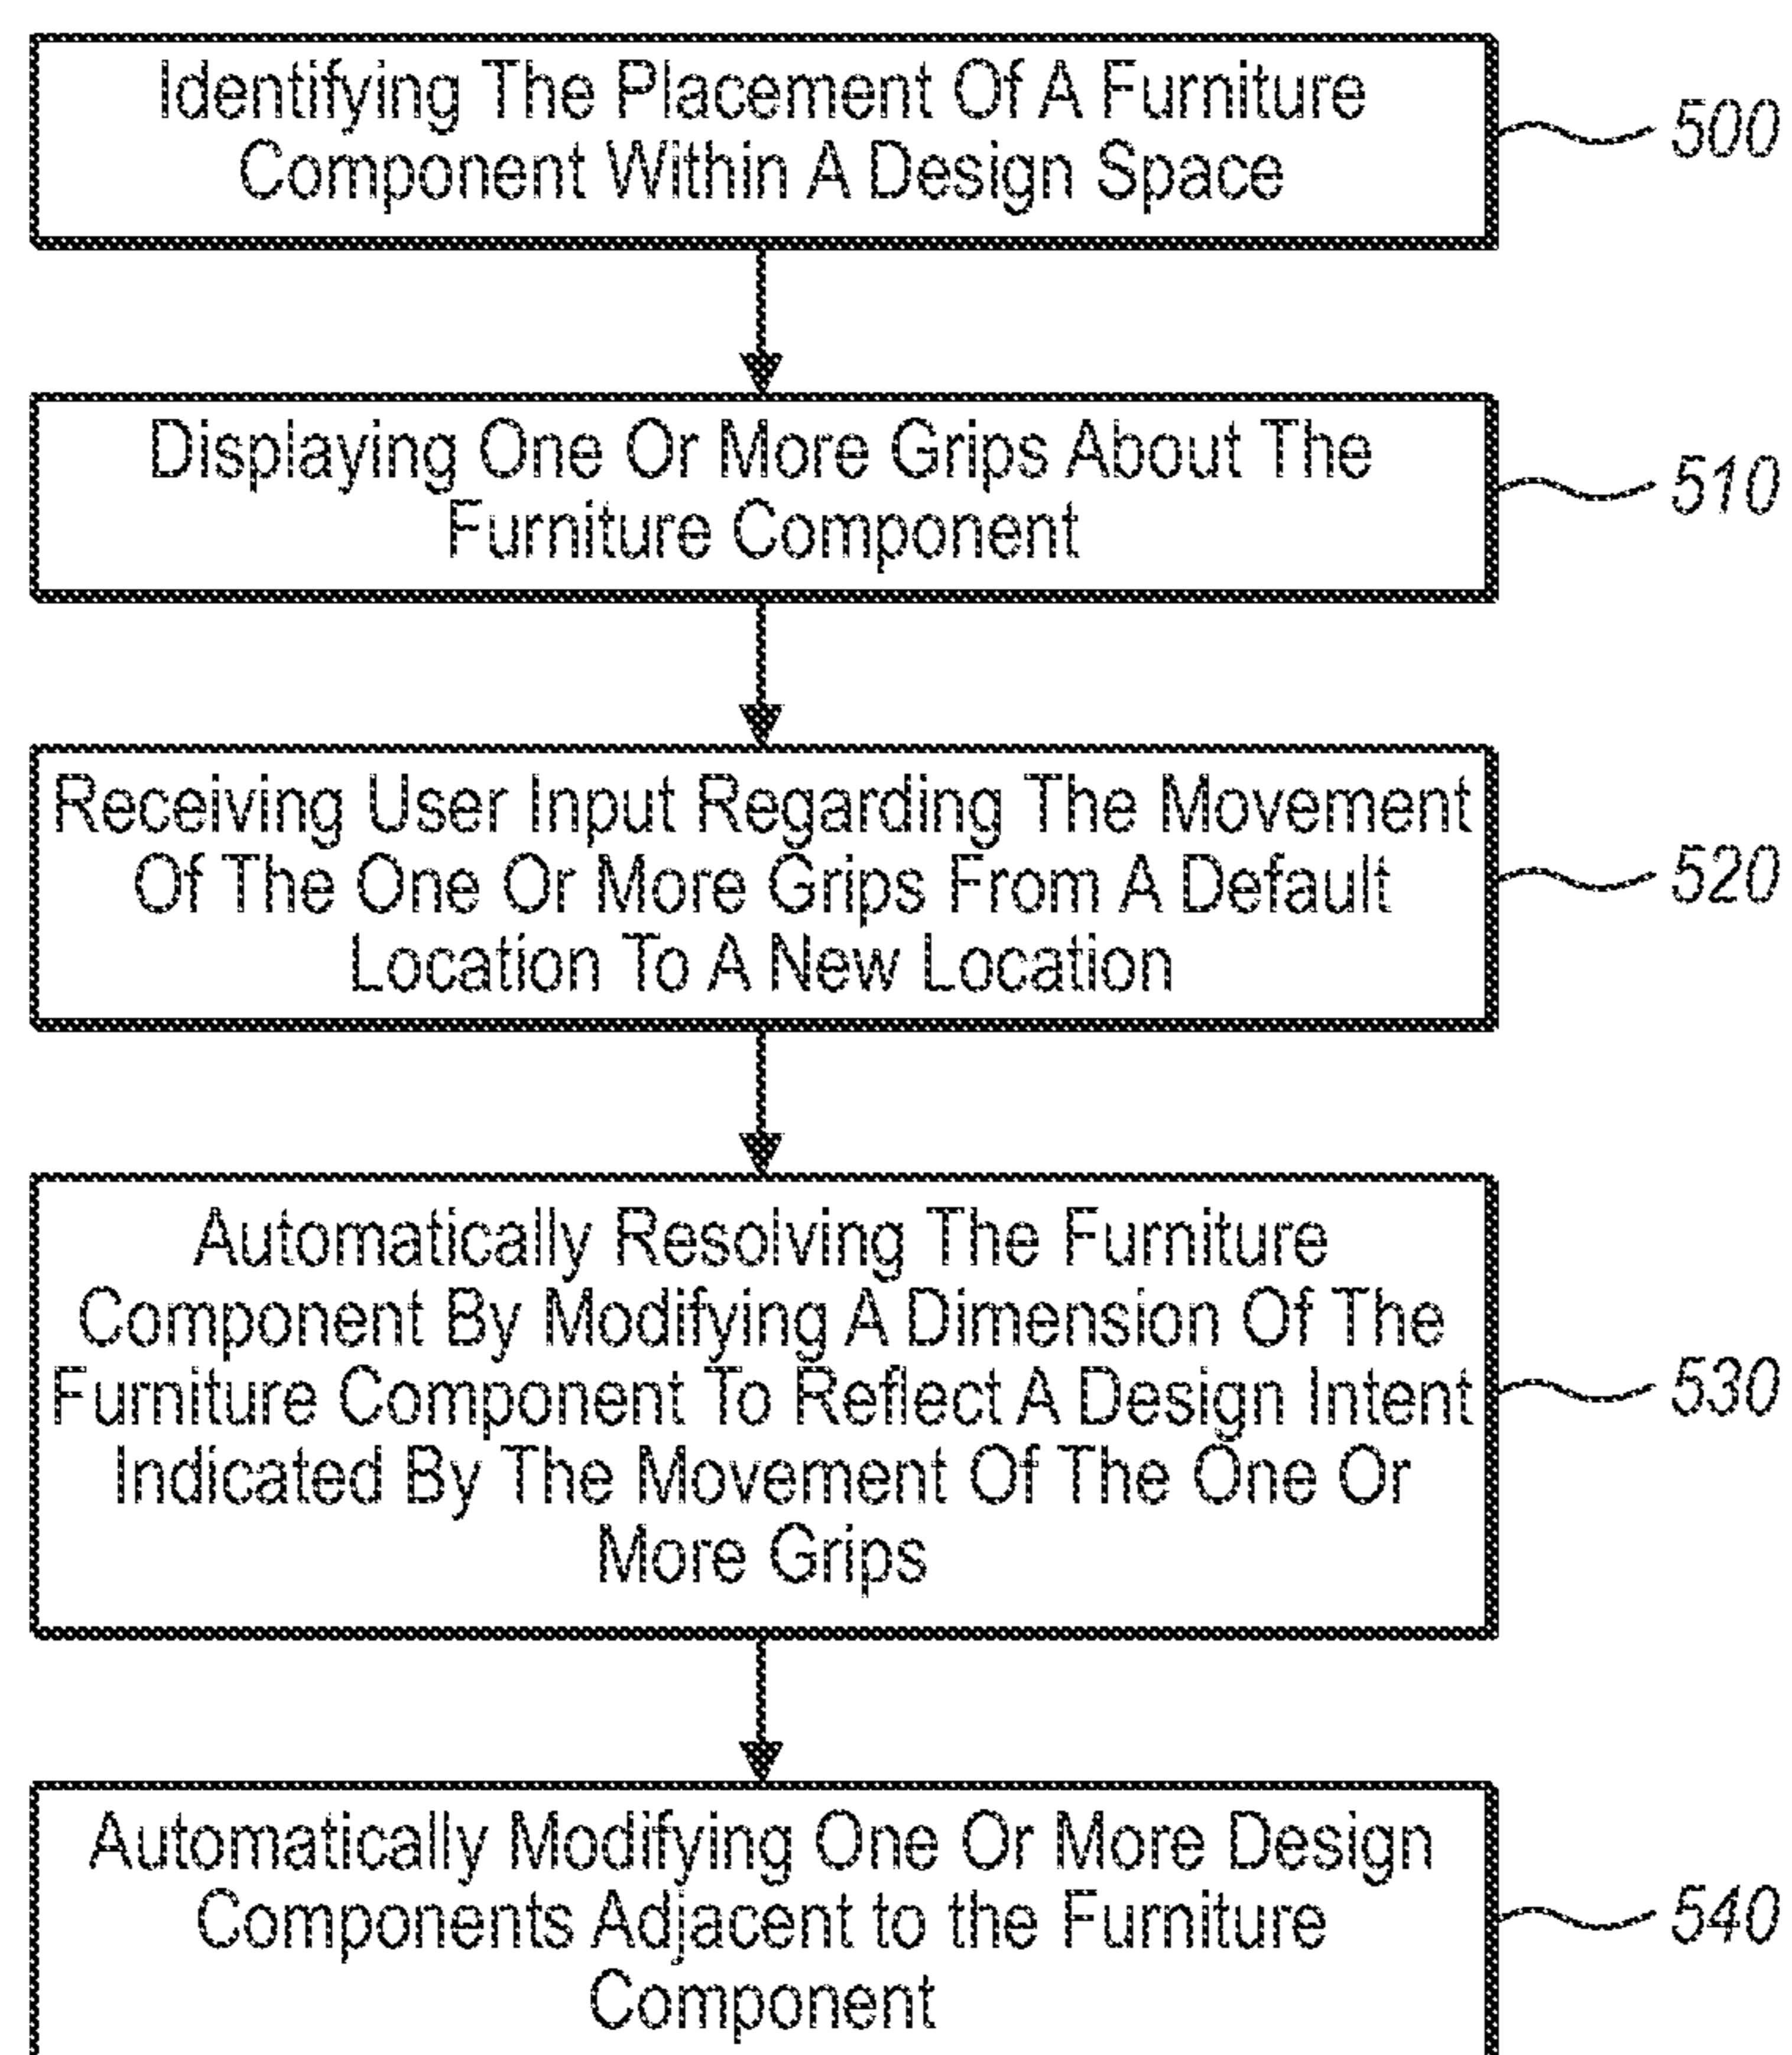 Identifying The Placement Of A Furniture
Component Within A Design Space
500
Displaying One Or More Grips About The
Furniture Component
510
Receiving User Input Regarding The Movement
Of The One Or More Grips From A Default
Location To A New Location
520
Automatically Resolving The Furniture
Component By Modifying A Dimension Of The
Furniture Component To Reflect A Design Intent
Indicated By The Movement Of The One Or
More Grips
530
Automatically Modifying One Or More Design
Components Adjacent to the Furniture
Component
540